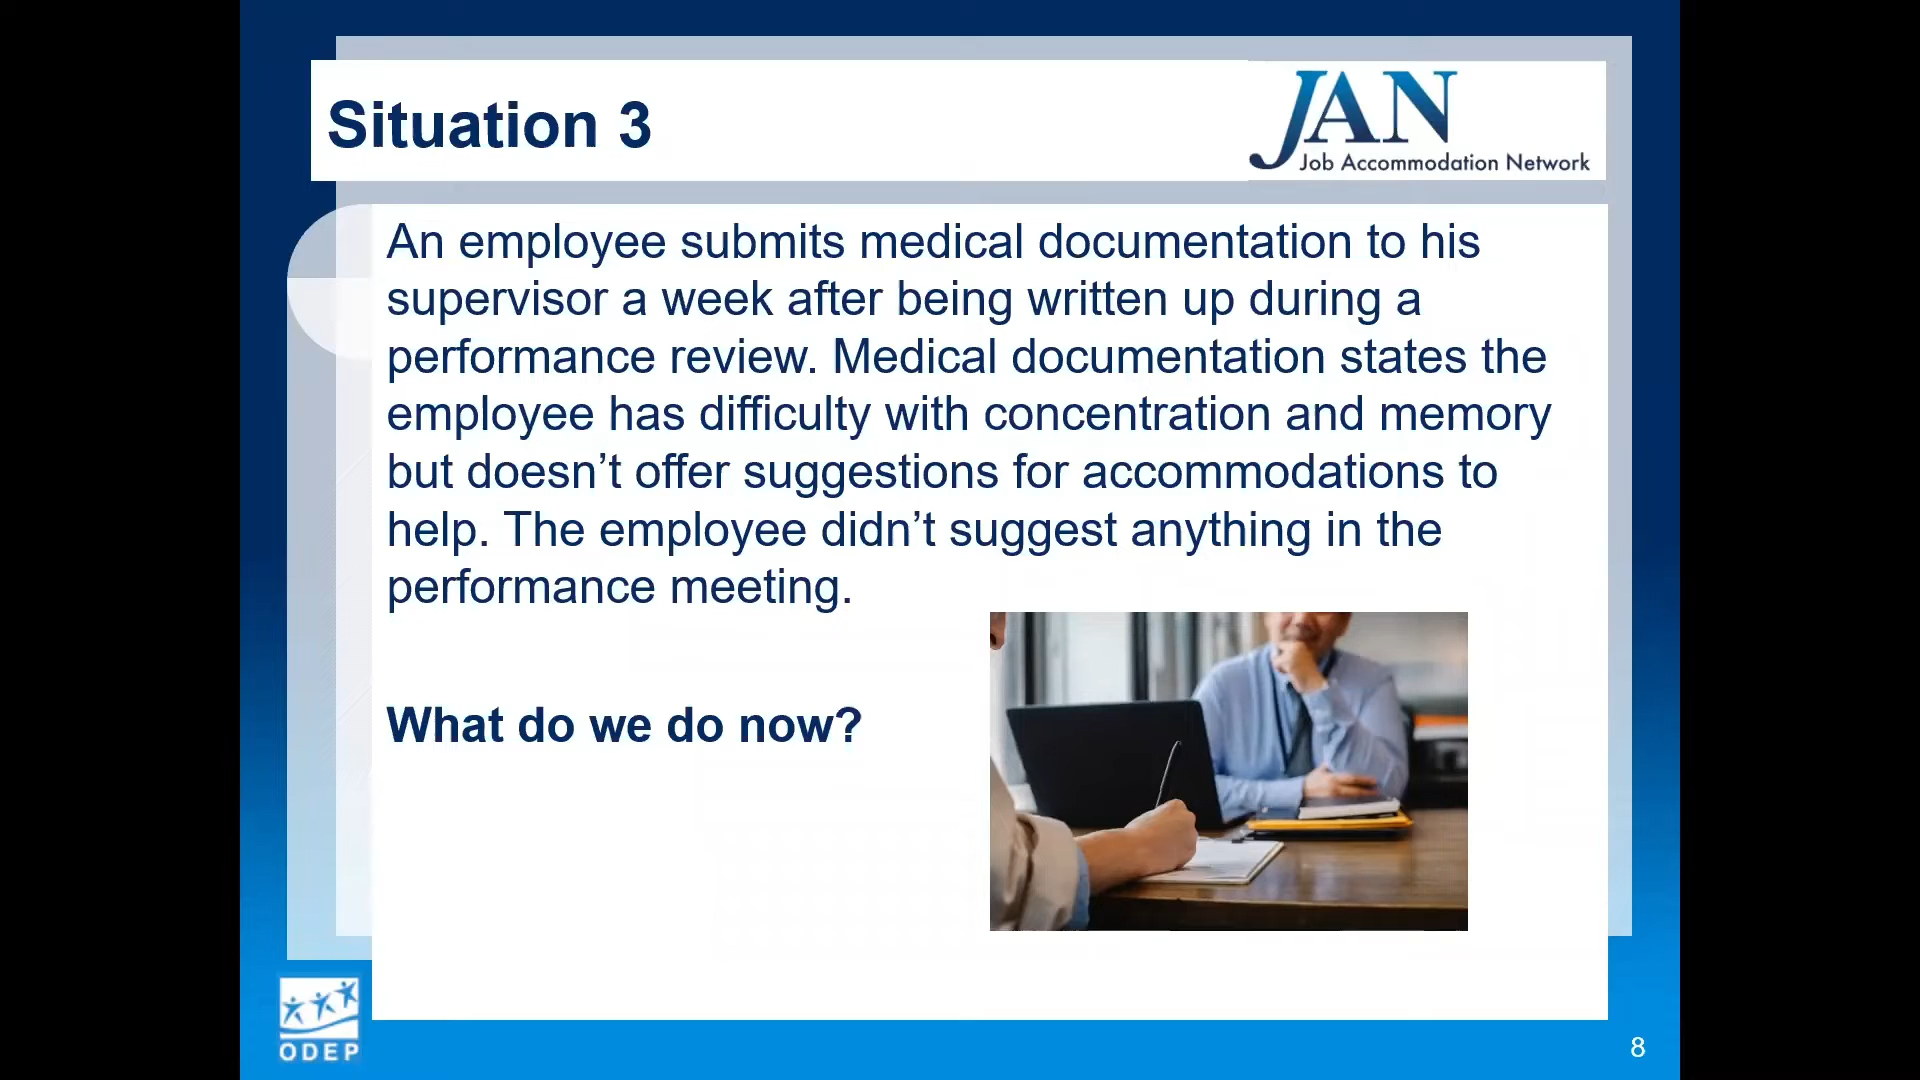 Situation 3
JAN
Job Accommodation Network
An employee submits medical documentation to his
supervisor a week after being written up during a
performance review. Medical documentation states the
employee has difficulty with concentration and memory
but doesn’t offer suggestions for accommodations to
help. The employee didn’t suggest anything in the
performance meeting.
What do we do now?
ODEP
8